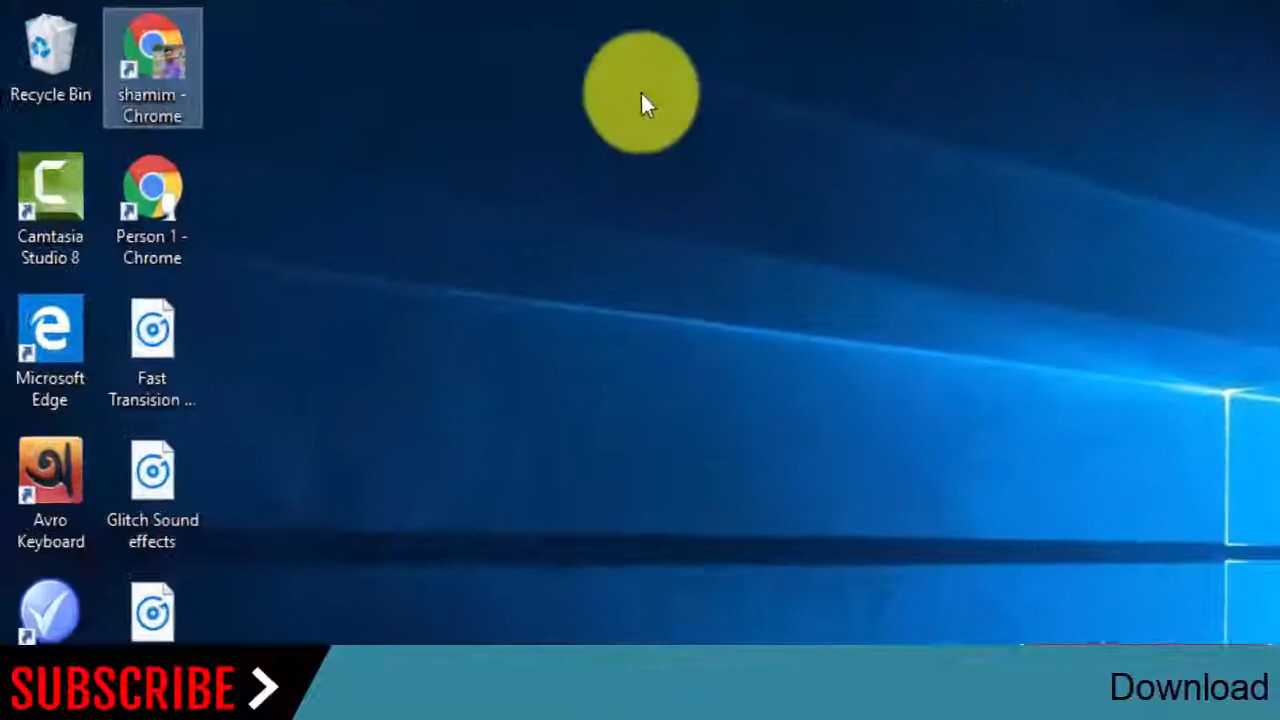 Recycle Bin
shamim -
Chrome
Camtasia
Studio 8
Person 1 -
Chrome
Microsoft
Edge
Fast
Transition ...
অ
Avro
Keyboard
Glitch Sound
effects
SUBSCRIBE
Download